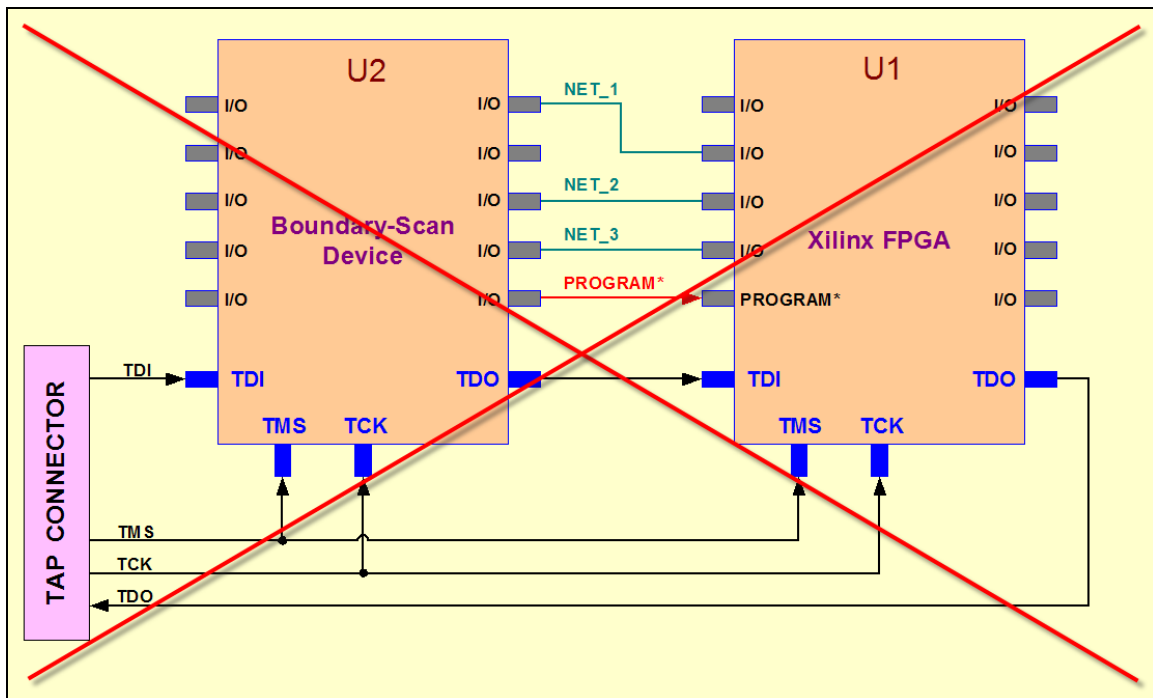 U2
U1
I/O
I/O
NET_1
I/O
I/O
I/O
I/O
I/O
I/O
I/O
NET_2
I/O
I/O
I/O
Boundary-Scan
Device
Xilinx FPGA
NET_3
I/O
I/O
I/O
I/O
PROGRAM*
I/O
I/O
PROGRAM*
I/O
TDI
TDI
TDO
TDI
TDO
TMS
TCK
TMS
TCK
TAP CONNECTOR
TMS
TCK
TDO